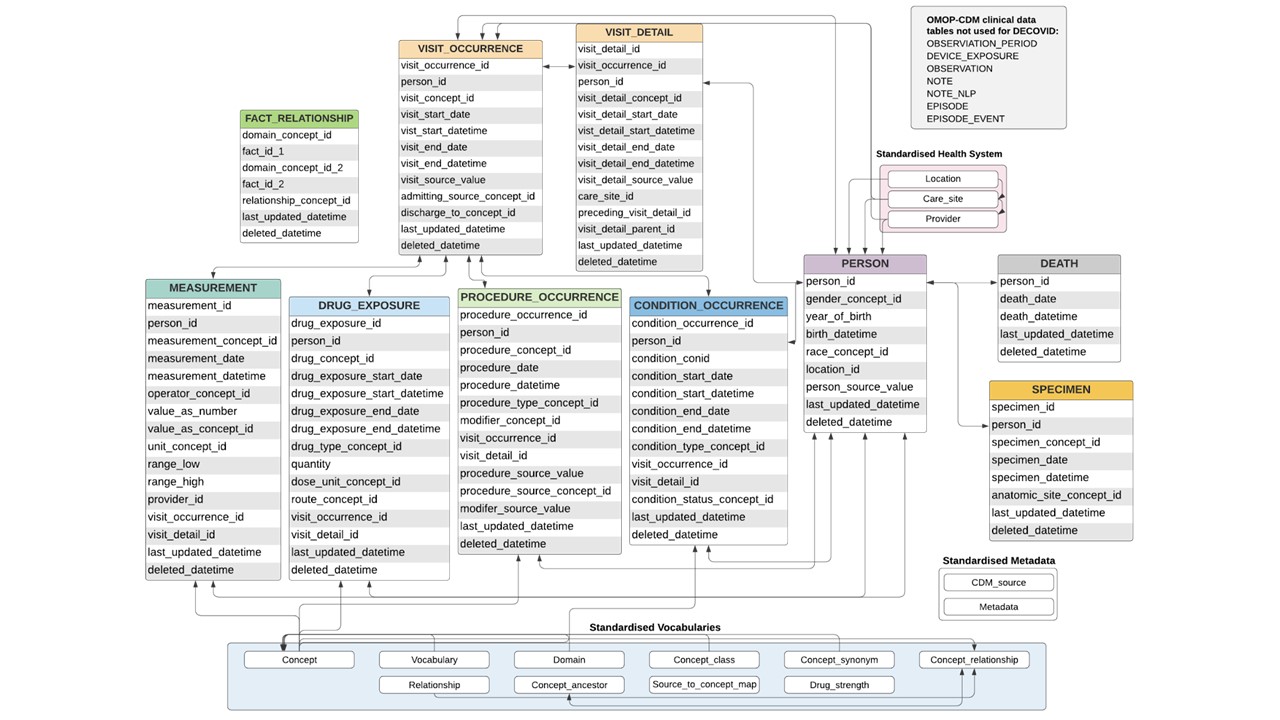 OMOP-CDM clinical data
tables not used for DECOVID:
OBSERVIATION_PERIOD
DEVICE_EXPOSURE
OBSERVATION
NOTE
NOTE_NLP
EPISODE
EPISODE_EVENT
VISIT_OCCURRENCE
visit_occurrence_id
person_id
visit_concept_id
visit_start_date
vist_start_datetime
visit_end_date
visit_end_datetime
visit_source_value
admitting_source_concept_id
discharge_to_concept_id
last_updated_datetime
deleted_datetime
VISIT_DETAIL
visit_detail_id
visit_occurrence_id
person_id
visit_detail_concept_id
visit_detail_start_date
vist_detail_start_datetime
visit_detail_end_date
visit_detail_end_datetime
visit_detail_source_value
care_site_id
preceding_visit_detail_id
visit_detail_parent_id
last_updated_datetime
deleted_datetime
FACT_RELATIONSHIP
domain_concept_id
fact_id_1
domain_concept_id_2
fact_id_2
relationship_concept_id
last_updated_datetime
deleted_datetime
Standardised Health System
Location
Care_site
Provider
MEASUREMENT
measurement_id
person_id
measurement_concept_id
measurement_date
measurement_datetime
operator_concept_id
value_as_number
value_as_concept_id
unit_concept_id
range_low
range_high
provider_id
visit_occurrence_id
visit_detail_id
last_updated_datetime
deleted_datetime
DRUG_EXPOSURE
drug_exposure_id
person_id
drug_concept_id
drug_exposure_start_date
drug_exposure_start_datetime
drug_exposure_end_date
drug_exposure_end_datetime
drug_type_concept_id
quantity
dose_unit_concept_id
route_concept_id
visit_occurrence_id
visit_detail_id
last_updated_datetime
deleted_datetime
PROCEDURE_OCCURRENCE
procedure_occurrence_id
person_id
procedure_concept_id
procedure_date
procedure_datetime
procedure_type_concept_id
modifier_concept_id
visit_occurrence_id
visit_detail_id
procedure_source_value
procedure_source_concept_id
modifer_source_value
last_updated_datetime
deleted_datetime
CONDITION_OCCURRENCE
condition_occurrence_id
person_id
condition_conid
condition_start_date
condition_start_datetime
condition_end_date
condition_end_datetime
condition_type_concept_id
visit_occurrence_id
visit_detail_id
condition_status_concept_id
last_updated_datetime
deleted_datetime
PERSON
person_id
gender_concept_id
year_of_birth
birth_datetime
race_concept_id
location_id
person_source_value
last_updated_datetime
deleted_datetime
DEATH
person_id
death_date
death_datetime
last_updated_datetime
deleted_datetime
SPECIMEN
specimen_id
person_id
specimen_concept_id
specimen_date
specimen_datetime
anatomic_site_concept_id
last_updated_datetime
deleted_datetime
Standardised Metadata
CDM_source
Metadata
Standardised Vocabularies
Concept
Vocabulary
Domain
Concept_class
Concept_synonym
Concept_relationship
Relationship
Concept_ancestor
Source_to_concept_map
Drug_strength